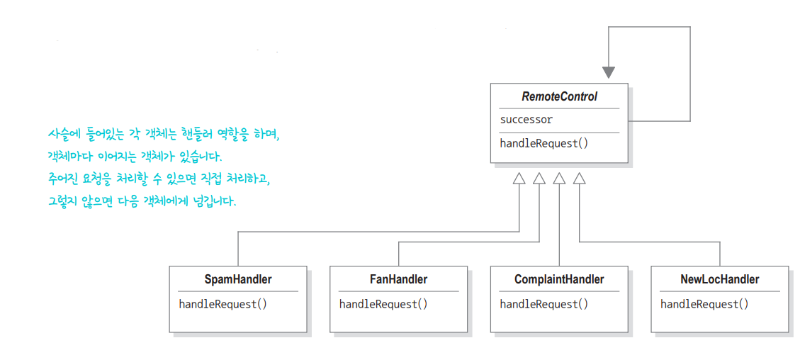 RemoteControl
successor
handleRequest()
사슬에 들어있는 각 객체는 핸들러 역할을 하며,
객체마다 이어지는 객체가 있습니다.
주어진 요청을 처리할 수 있으면 직접 처리하고,
그렇지 않으면 다음 객체에게 넘깁니다.
SpamHandler
handleRequest()
FanHandler
handleRequest()
ComplaintHandler
handleRequest()
NewLocHandler
handleRequest()